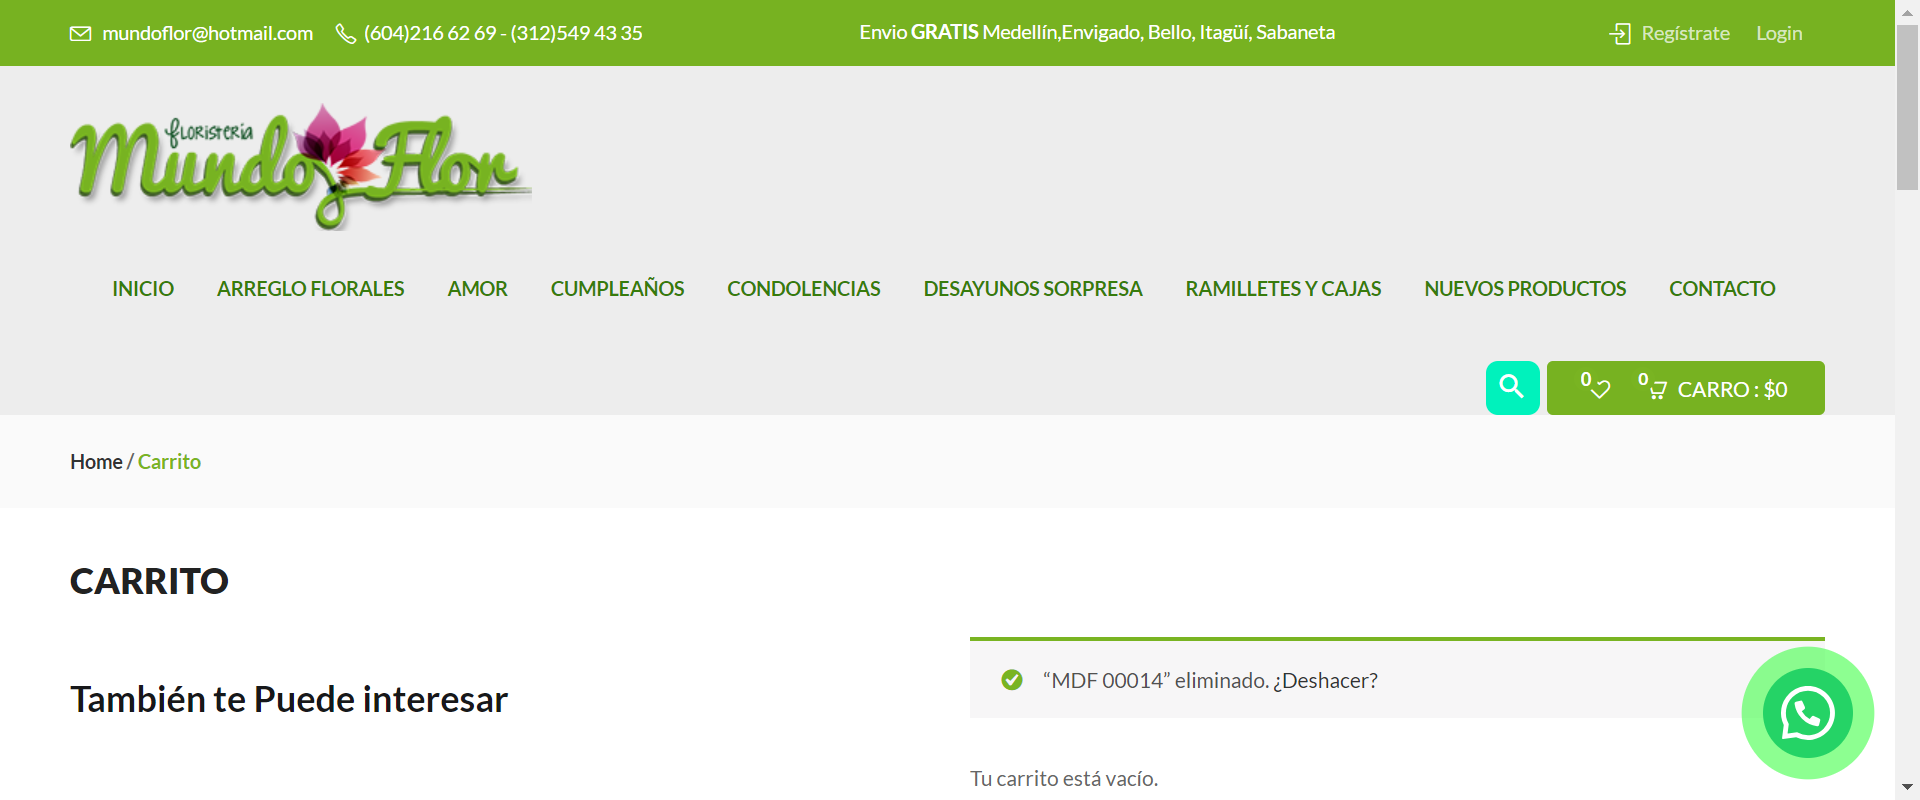 mundoflor@hotmail.com (604)216 62 69 - (312)549 43 35 Envio GRATIS Medellín,Envigado, Bello, Itagüí, Sabaneta Regístrate Login
floristería
Mundo Flor
INICIO ARREGLO FLORALES AMOR CUMPLEAÑOS CONDOLENCIAS DESAYUNOS SORPRESA RAMILLETES Y CAJAS NUEVOS PRODUCTOS CONTACTO
0 0 CARRO : $0
Home / Carrito
CARRITO
También te Puede interesar
“MDF 00014” eliminado. ¿Deshacer?
Tu carrito está vacío.